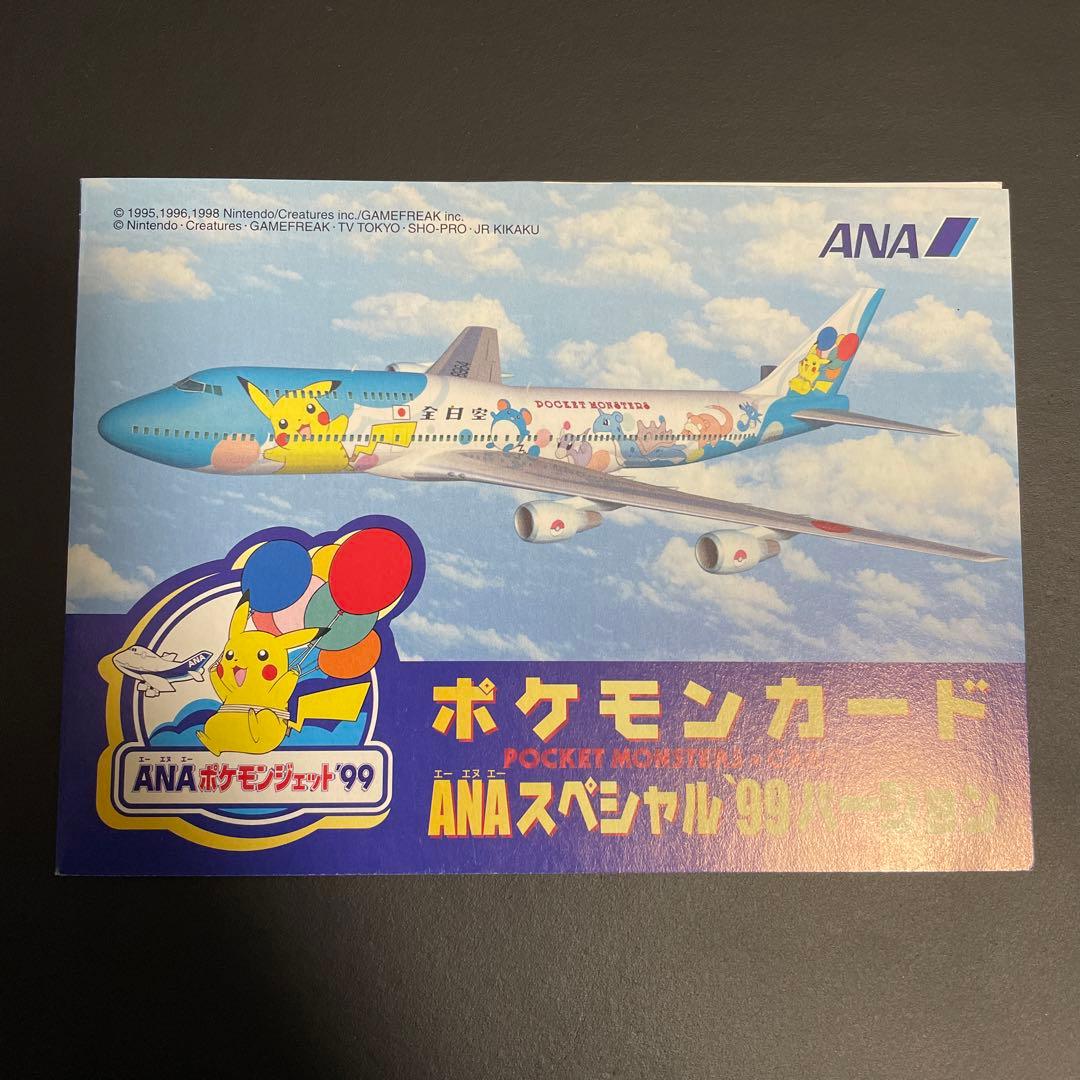 © 1995,1996,1998 Nintendo/Creatures inc./GAMEFREAK inc.
© Nintendo・Creatures・GAMEFREAK・TV TOKYO・SHO-PRO・JR KIKAKU
ANA
全日空
POCKET MONSTERS
ANA
エー エヌ エー
ANAポケモンジェット'99
ポケモンカード
POCKET MONSTERS
エー エヌ エー
ANAスペシャル'99バージョン